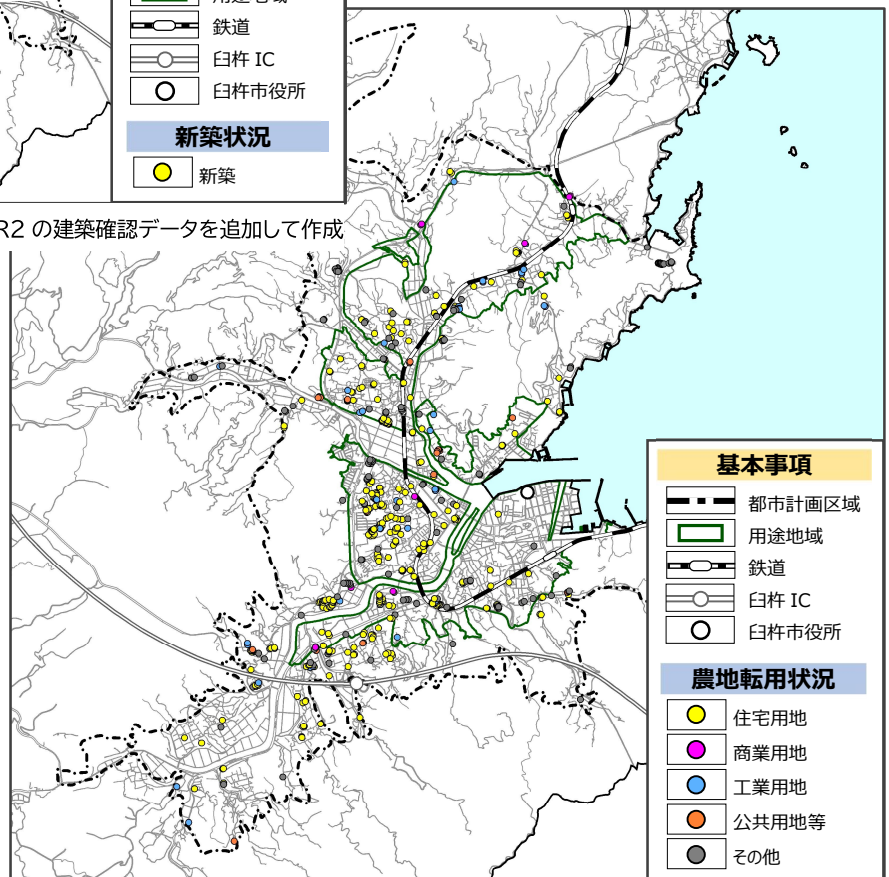 用途地域
鉄道
臼杵 IC
臼杵市役所
新築状況
新築
R2 の建築確認データを追加して作成
基本事項
都市計画区域
用途地域
鉄道
臼杵 IC
臼杵市役所
農地転用状況
住宅用地
商業用地
工業用地
公共用地等
その他